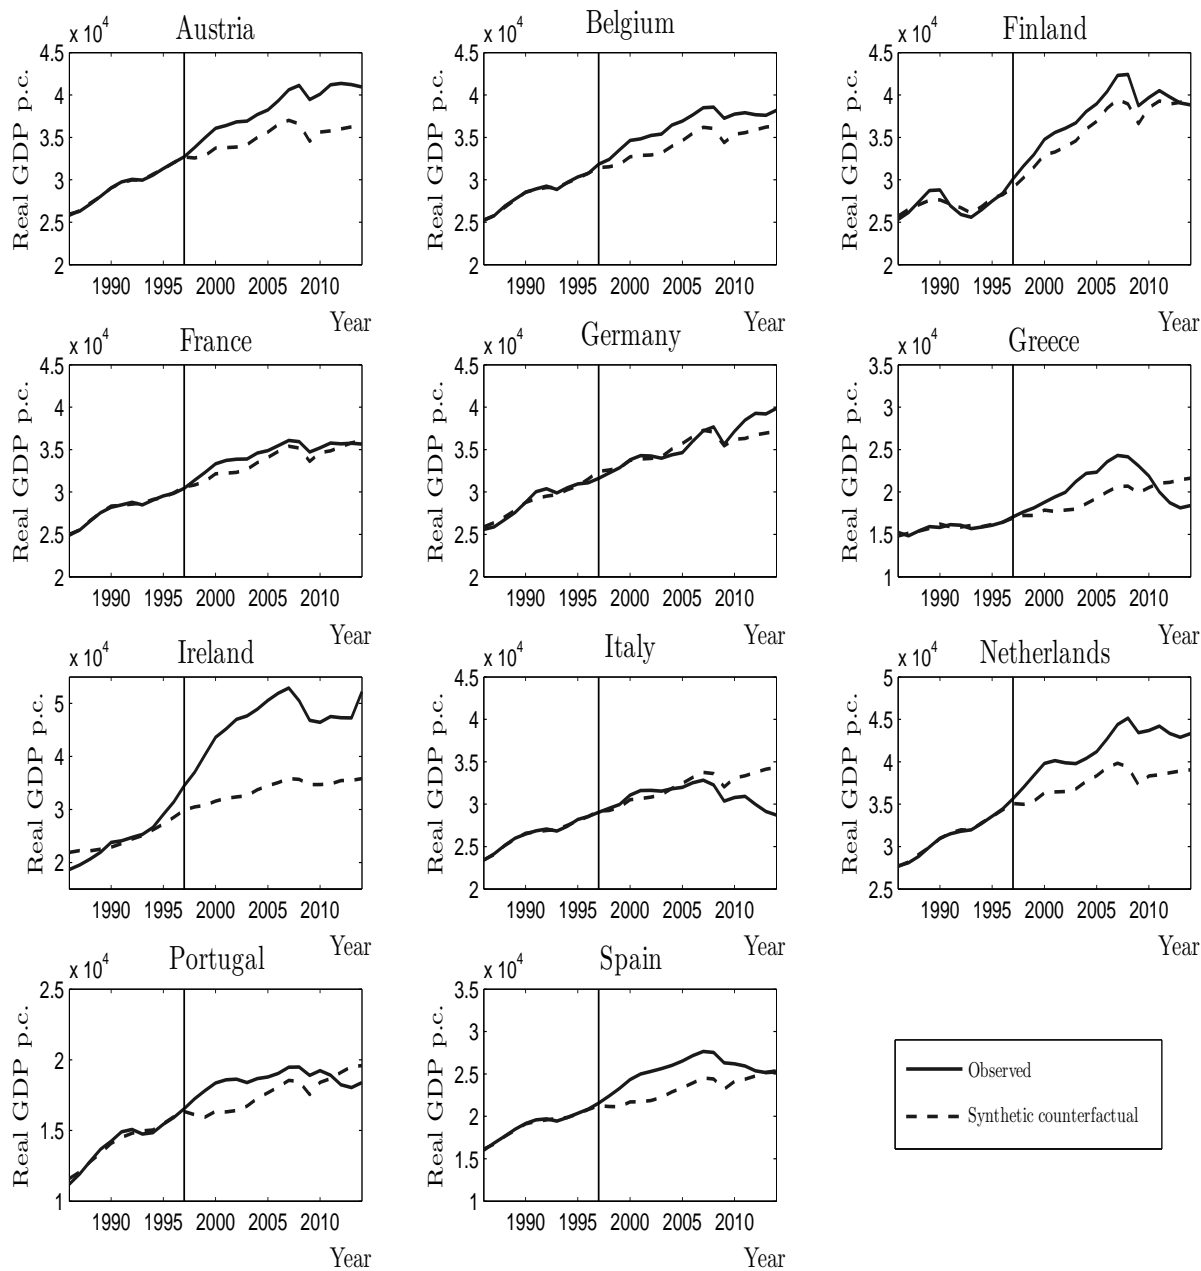 Austria
x 10^4
4.5
4
3.5
3
2.5
2
Real GDP p.c.
1990 1995 2000 2005 2010
Year
Belgium
x 10^4
4.5
4
3.5
3
2.5
2
Real GDP p.c.
1990 1995 2000 2005 2010
Year
Finland
x 10^4
4.5
4
3.5
3
2.5
2
Real GDP p.c.
1990 1995 2000 2005 2010
Year
France
x 10^4
4.5
4
3.5
3
2.5
2
Real GDP p.c.
1990 1995 2000 2005 2010
Year
Germany
x 10^4
4.5
4
3.5
3
2.5
2
Real GDP p.c.
1990 1995 2000 2005 2010
Year
Greece
x 10^4
3.5
3
2.5
2
1.5
1
Real GDP p.c.
1990 1995 2000 2005 2010
Year
Ireland
x 10^4
5
4
3
2
Real GDP p.c.
1990 1995 2000 2005 2010
Year
Italy
x 10^4
4.5
4
3.5
3
2.5
2
Real GDP p.c.
1990 1995 2000 2005 2010
Year
Netherlands
x 10^4
5
4.5
4
3.5
3
2.5
Real GDP p.c.
1990 1995 2000 2005 2010
Year
Portugal
x 10^4
2.5
2
1.5
1
Real GDP p.c.
1990 1995 2000 2005 2010
Year
Spain
x 10^4
3.5
3
2.5
2
1.5
1
Real GDP p.c.
1990 1995 2000 2005 2010
Year
Observed
Synthetic counterfactual